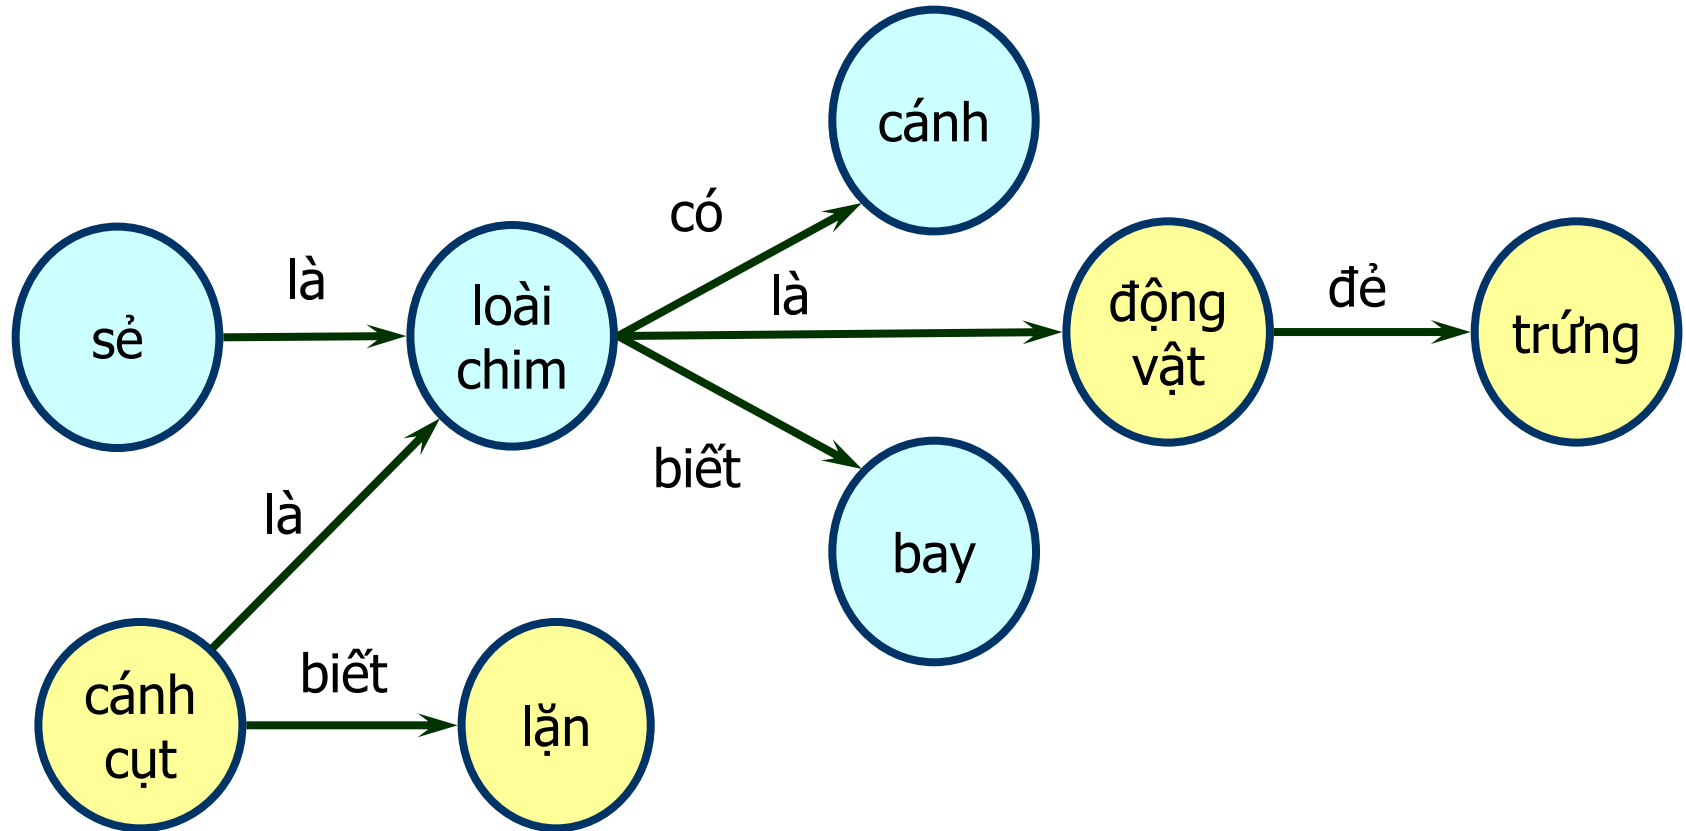 cánh
có
là
sẻ
là
loài
chim
động
vật
đẻ
trứng
biết
bay
là
cánh
cụt
biết
lặn